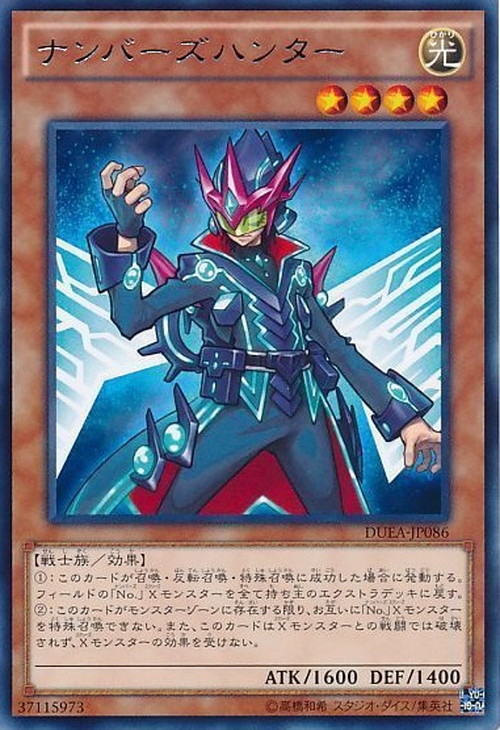 ナンバーズハンター
光
DUEA-JP086
【戦士族/効果】
①:このカードが召喚・反転召喚・特殊召喚に成功した場合に発動する。
フィールドの「No.」Xモンスターを全て持ち主のエクストラデッキに戻す。
②:このカードがモンスターゾーンに存在する限り、お互いに「No.」Xモンスター
を特殊召喚できない。また、このカードはXモンスターとの戦闘では破壊
されず、Xモンスターの効果を受けない。
ATK/1600 DEF/1400
37115973
©高橋和希 スタジオ・ダイス/集英社